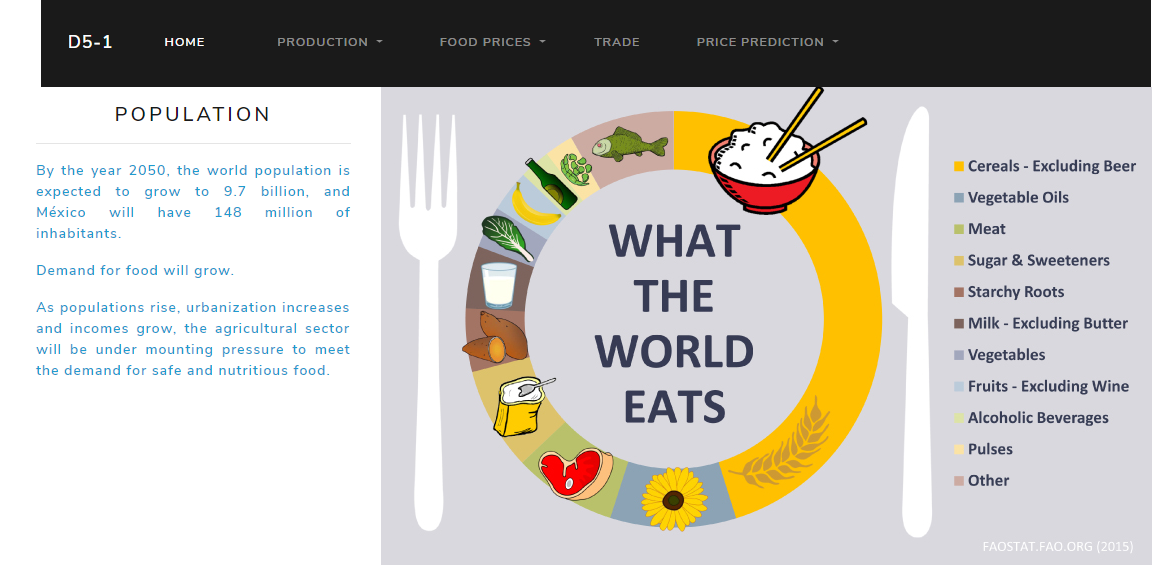 D5-1 HOME PRODUCTION FOOD PRICES TRADE PRICE PREDICTION
POPULATION
By the year 2050, the world population is
expected to grow to 9.7 billion, and
México will have 148 million of
inhabitants.
Demand for food will grow.
As populations rise, urbanization increases
and incomes grow, the agricultural sector
will be under mounting pressure to meet
the demand for safe and nutritious food.
WHAT
THE
WORLD
EATS
Cereals - Excluding Beer
Vegetable Oils
Meat
Sugar & Sweeteners
Starchy Roots
Milk - Excluding Butter
Vegetables
Fruits - Excluding Wine
Alcoholic Beverages
Pulses
Other
FAOSTAT.FAO.ORG (2015)